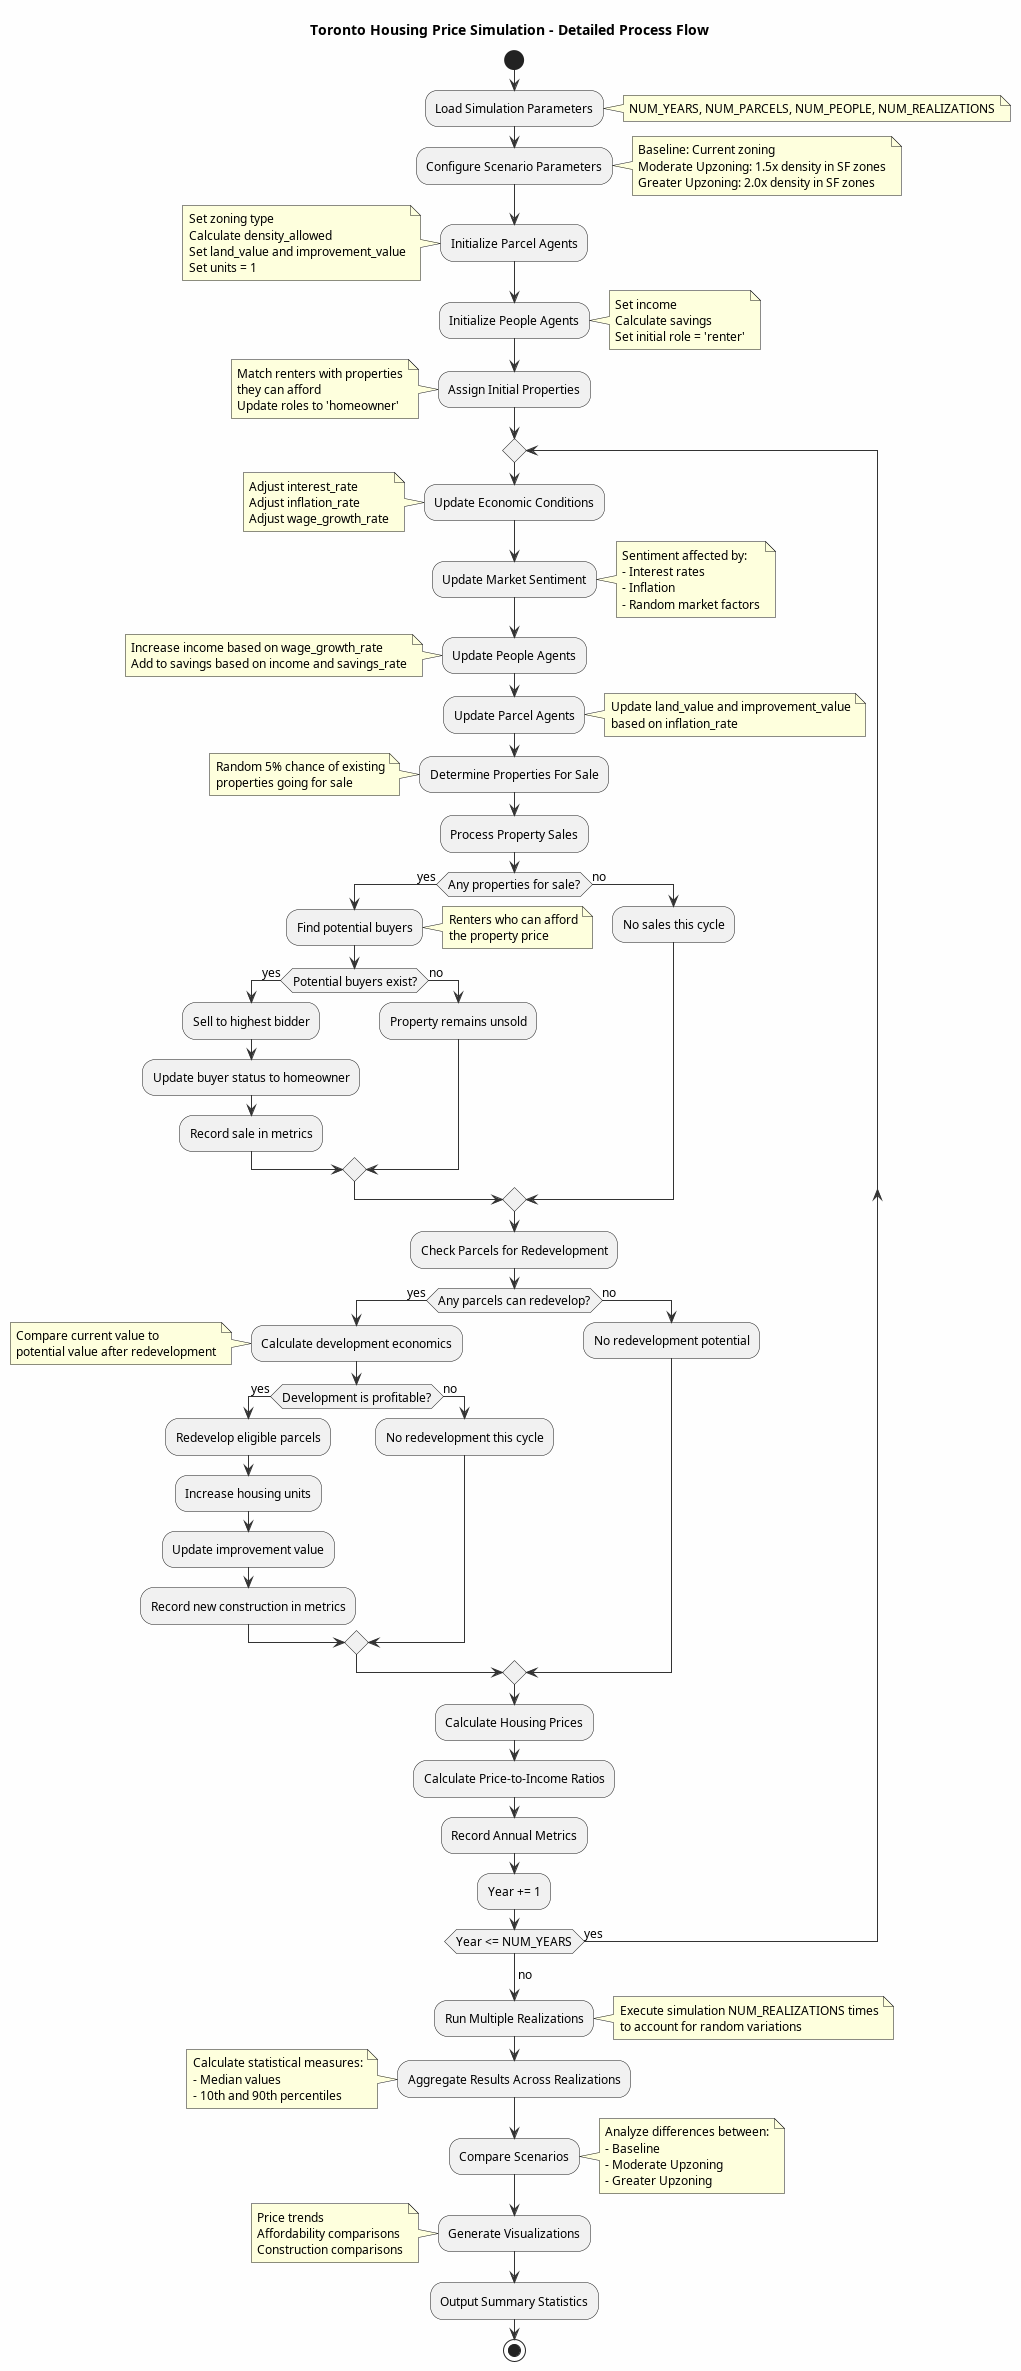 Toronto Housing Price Simulation - Detailed Process Flow
Load Simulation Parameters
NUM_YEARS, NUM_PARCELS, NUM_PEOPLE, NUM_REALIZATIONS
Configure Scenario Parameters
Baseline: Current zoning
Moderate Upzoning: 1.5x density in SF zones
Greater Upzoning: 2.0x density in SF zones
Set zoning type
Calculate density_allowed
Set land_value and improvement_value
Set units = 1
Initialize Parcel Agents
Initialize People Agents
Set income
Calculate savings
Set initial role = 'renter'
Match renters with properties
they can afford
Update roles to 'homeowner'
Assign Initial Properties
Adjust interest_rate
Adjust inflation_rate
Adjust wage_growth_rate
Update Economic Conditions
Update Market Sentiment
Sentiment affected by:
- Interest rates
- Inflation
- Random market factors
Increase income based on wage_growth_rate
Add to savings based on income and savings_rate
Update People Agents
Update Parcel Agents
Update land_value and improvement_value
based on inflation_rate
Random 5% chance of existing
properties going for sale
Determine Properties For Sale
Process Property Sales
yes
Any properties for sale?
no
Find potential buyers
Renters who can afford
the property price
No sales this cycle
yes
Potential buyers exist?
no
Sell to highest bidder
Property remains unsold
Update buyer status to homeowner
Record sale in metrics
Check Parcels for Redevelopment
yes
Any parcels can redevelop?
no
Compare current value to
potential value after redevelopment
Calculate development economics
No redevelopment potential
yes
Development is profitable?
no
Redevelop eligible parcels
No redevelopment this cycle
Increase housing units
Update improvement value
Record new construction in metrics
Calculate Housing Prices
Calculate Price-to-Income Ratios
Record Annual Metrics
Year += 1
Year <= NUM_YEARS
yes
no
Run Multiple Realizations
Execute simulation NUM_REALIZATIONS times
to account for random variations
Calculate statistical measures:
- Median values
- 10th and 90th percentiles
Aggregate Results Across Realizations
Compare Scenarios
Analyze differences between:
- Baseline
- Moderate Upzoning
- Greater Upzoning
Price trends
Affordability comparisons
Construction comparisons
Generate Visualizations
Output Summary Statistics